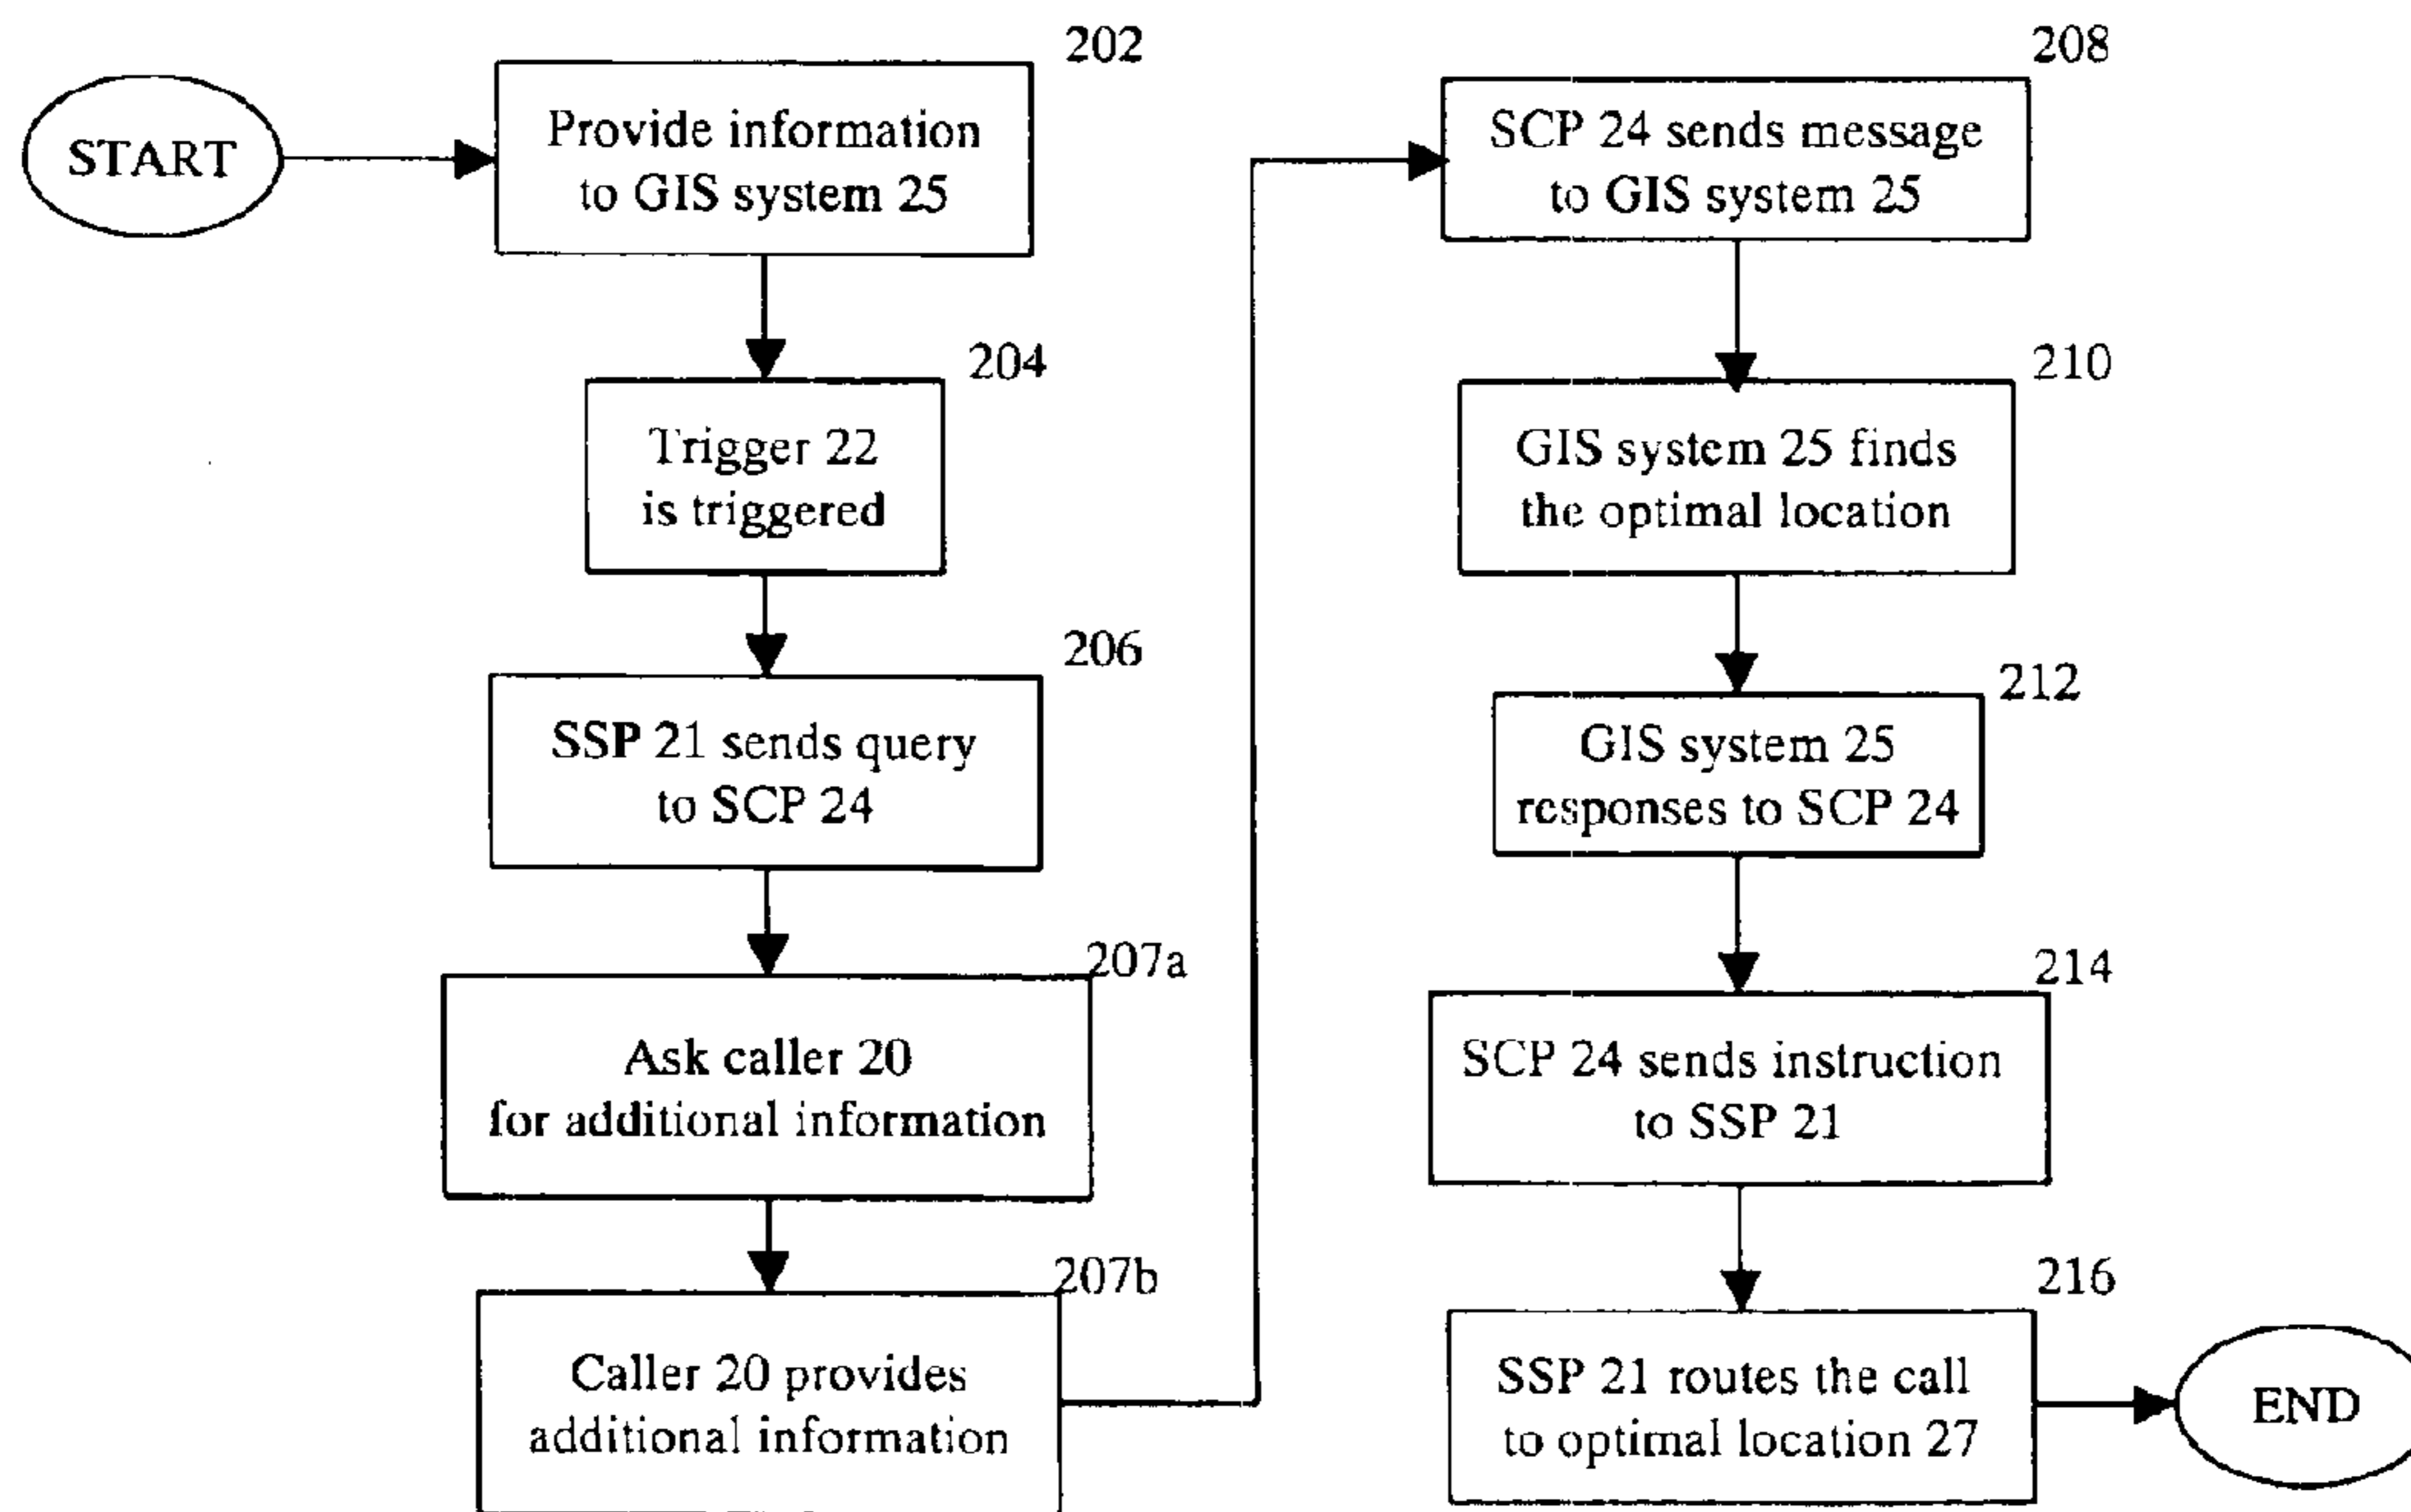 START
202
Provide information
to GIS system 25
204
Trigger 22
is triggered
206
SSP 21 sends query
to SCP 24
207a
Ask caller 20
for additional information
207b
Caller 20 provides
additional information
208
SCP 24 sends message
to GIS system 25
210
GIS system 25 finds
the optimal location
212
GIS system 25
responses to SCP 24
214
SCP 24 sends instruction
to SSP 21
216
SSP 21 routes the call
to optimal location 27
END